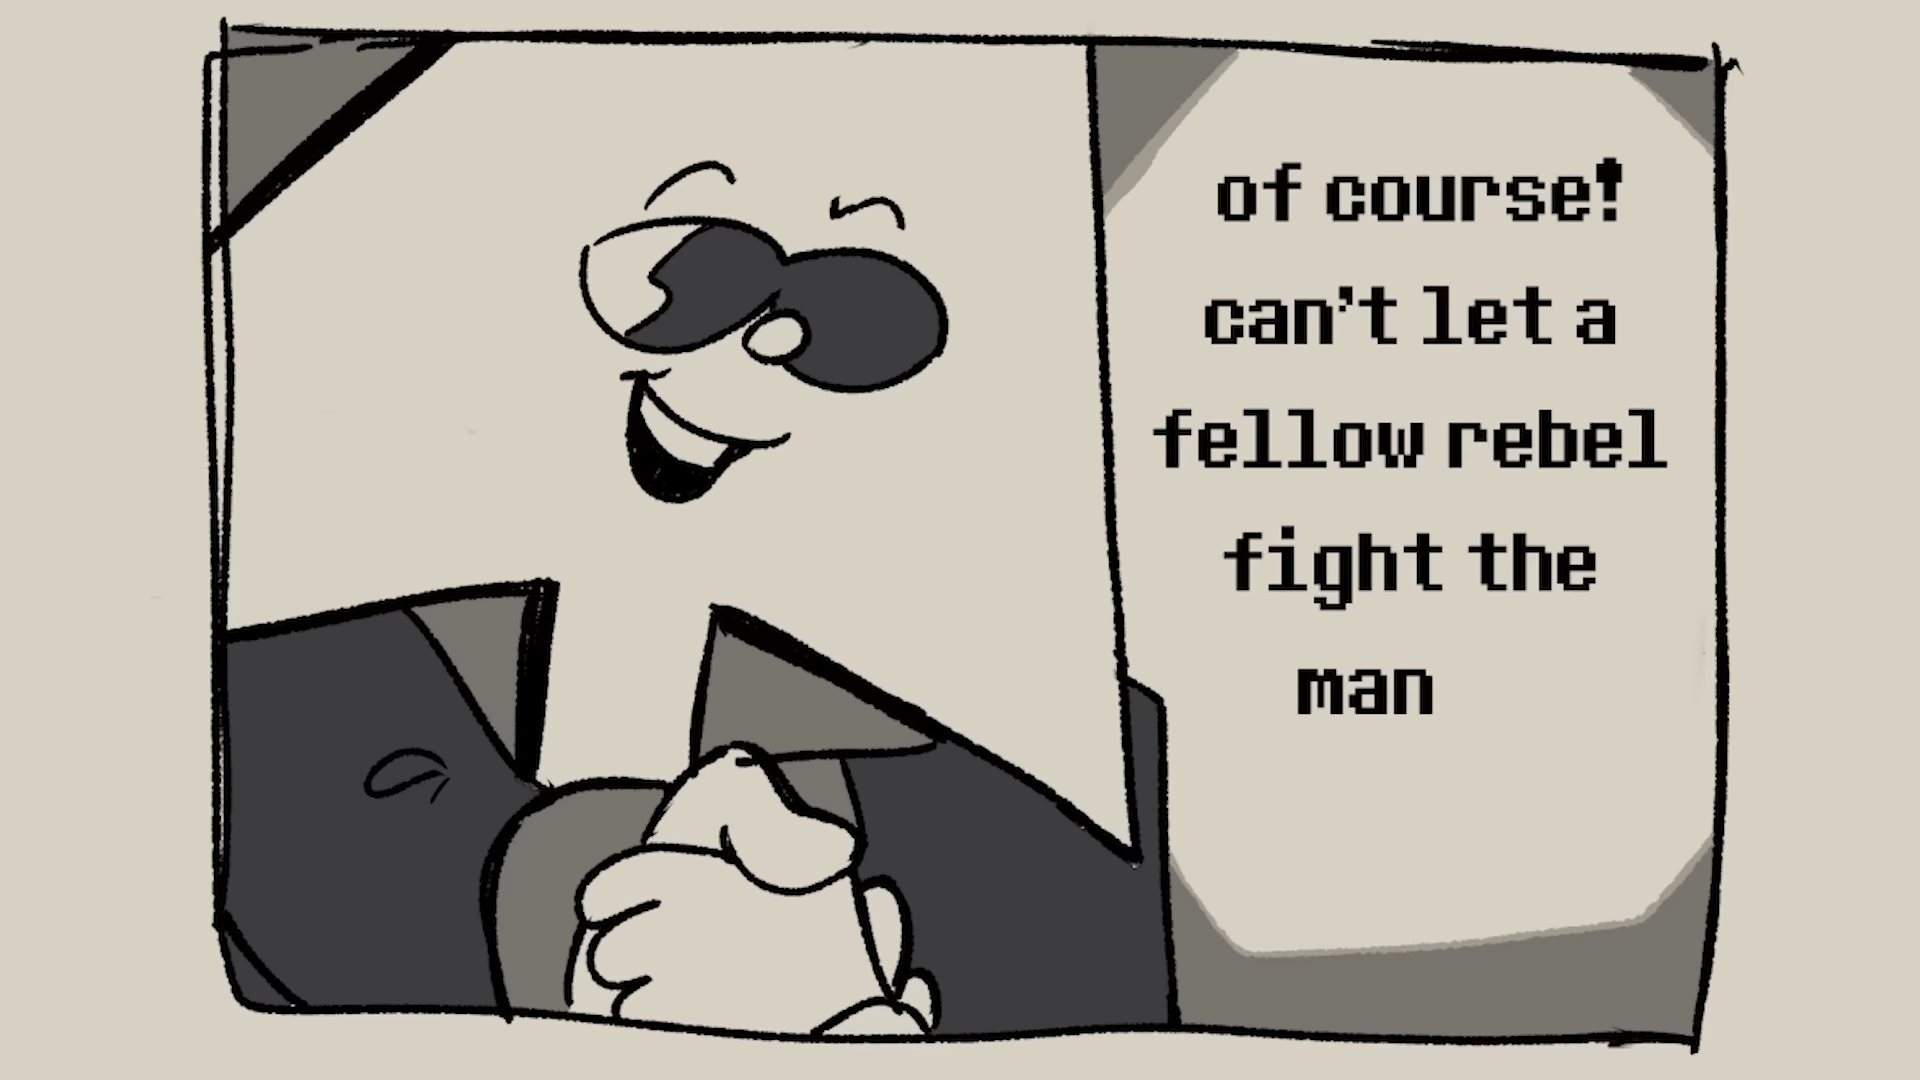 of course!
can't let a
fellow rebel
fight the
man